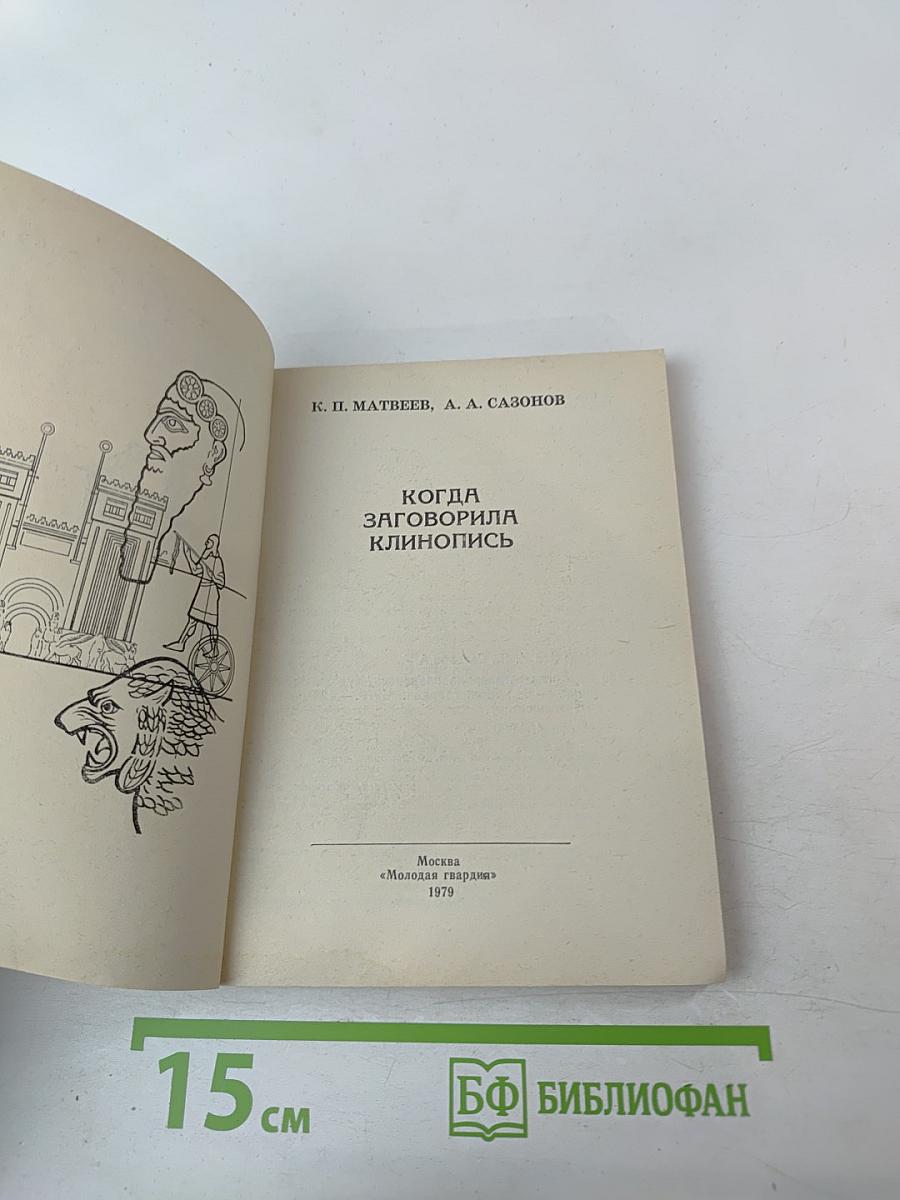 К. П. МАТВЕЕВ, А. А. САЗОНОВ
КОГДА
ЗАГОВОРИЛА
КЛИНОПИСЬ
Москва
«Молодая гвардия»
1979
15 см
БФ БИБЛИОФАН